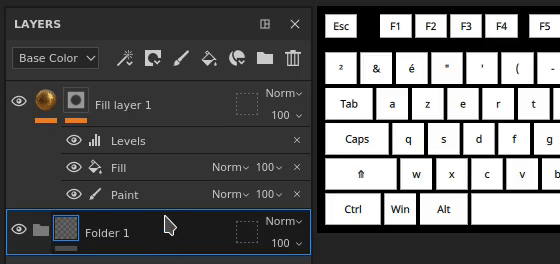 LAYERS
Base Color
Fill layer 1
Norm
100
Levels
Fill
Norm 100
Paint
Norm 100
Folder 1
Norm
100
Esc F1 F2 F3 F4 F5
² & é " ' ( -
Tab a z e r t
Caps q s d f g
⇑ w x c v b
Ctrl Win Alt